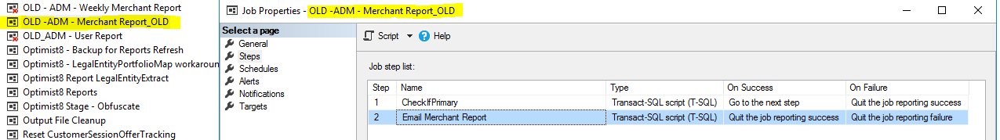 OLD - ADM - Weekly Merchant Report
OLD -ADM - Merchant Report_OLD
OLD_ADM - User Report
Optimist8 - Backup for Reports Refresh
Optimist8 - LegalEntityPortfolioMap workaroun
Optimist8 Report LegalEntityExtract
Optimist8 Reports
Optimist8 Stage - Obfuscate
Output File Cleanup
Reset CustomerSessionOfferTracking
Job Properties - OLD -ADM - Merchant Report_OLD
Select a page
General
Steps
Schedules
Alerts
Notifications
Targets
Script Help
Job step list:
Step Name Type On Success On Failure
1 CheckIfPrimary Transact-SQL script (T-SQL) Go to the next step Quit the job reporting success
2 Email Merchant Report Transact-SQL script (T-SQL) Quit the job reporting success Quit the job reporting failure